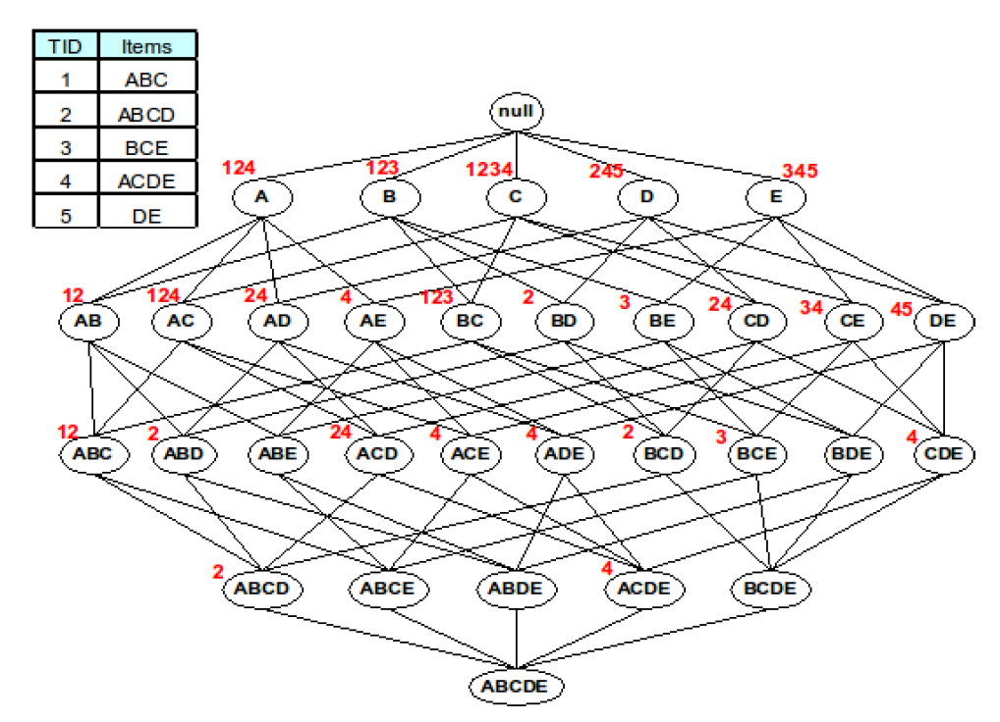 TID Items
1 ABC
2 ABCD
3 BCE
4 ACDE
5 DE
null
124 123 1234 245 345
A B C D E
12 124 24 4 123 2 3 24 34 45
AB AC AD AE BC BD BE CD CE DE
12 2 24 4 4 2 3 4
ABC ABD ABE ACD ACE ADE BCD BCE BDE CDE
2 4
ABCD ABCE ABDE ACDE BCDE
ABCDE